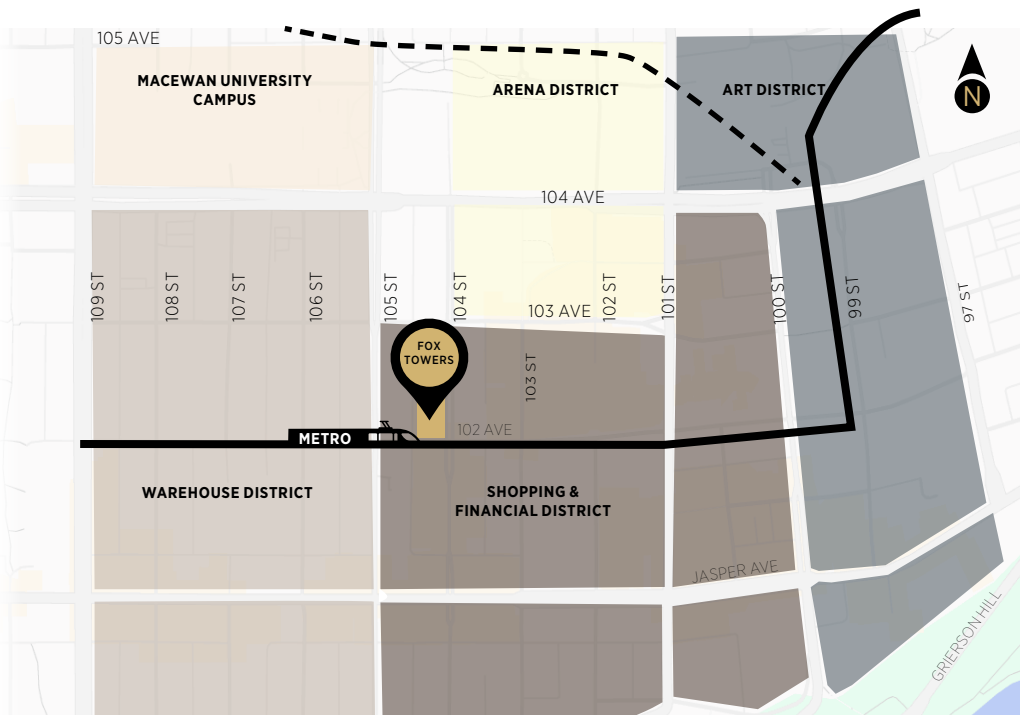 105 AVE
MACEWAN UNIVERSITY
CAMPUS
ARENA DISTRICT
ART DISTRICT
N
104 AVE
109 ST
108 ST
107 ST
106 ST
105 ST
104 ST
103 AVE
102 ST
101 ST
100 ST
99 ST
97 ST
FOX
TOWERS
103 ST
METRO
102 AVE
WAREHOUSE DISTRICT
SHOPPING &
FINANCIAL DISTRICT
JASPER AVE
GRIERSON HILL